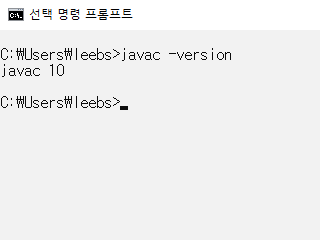 선택 명령 프롬프트
C:₩Users₩leebs>javac -version
javac 10
C:₩Users₩leebs>